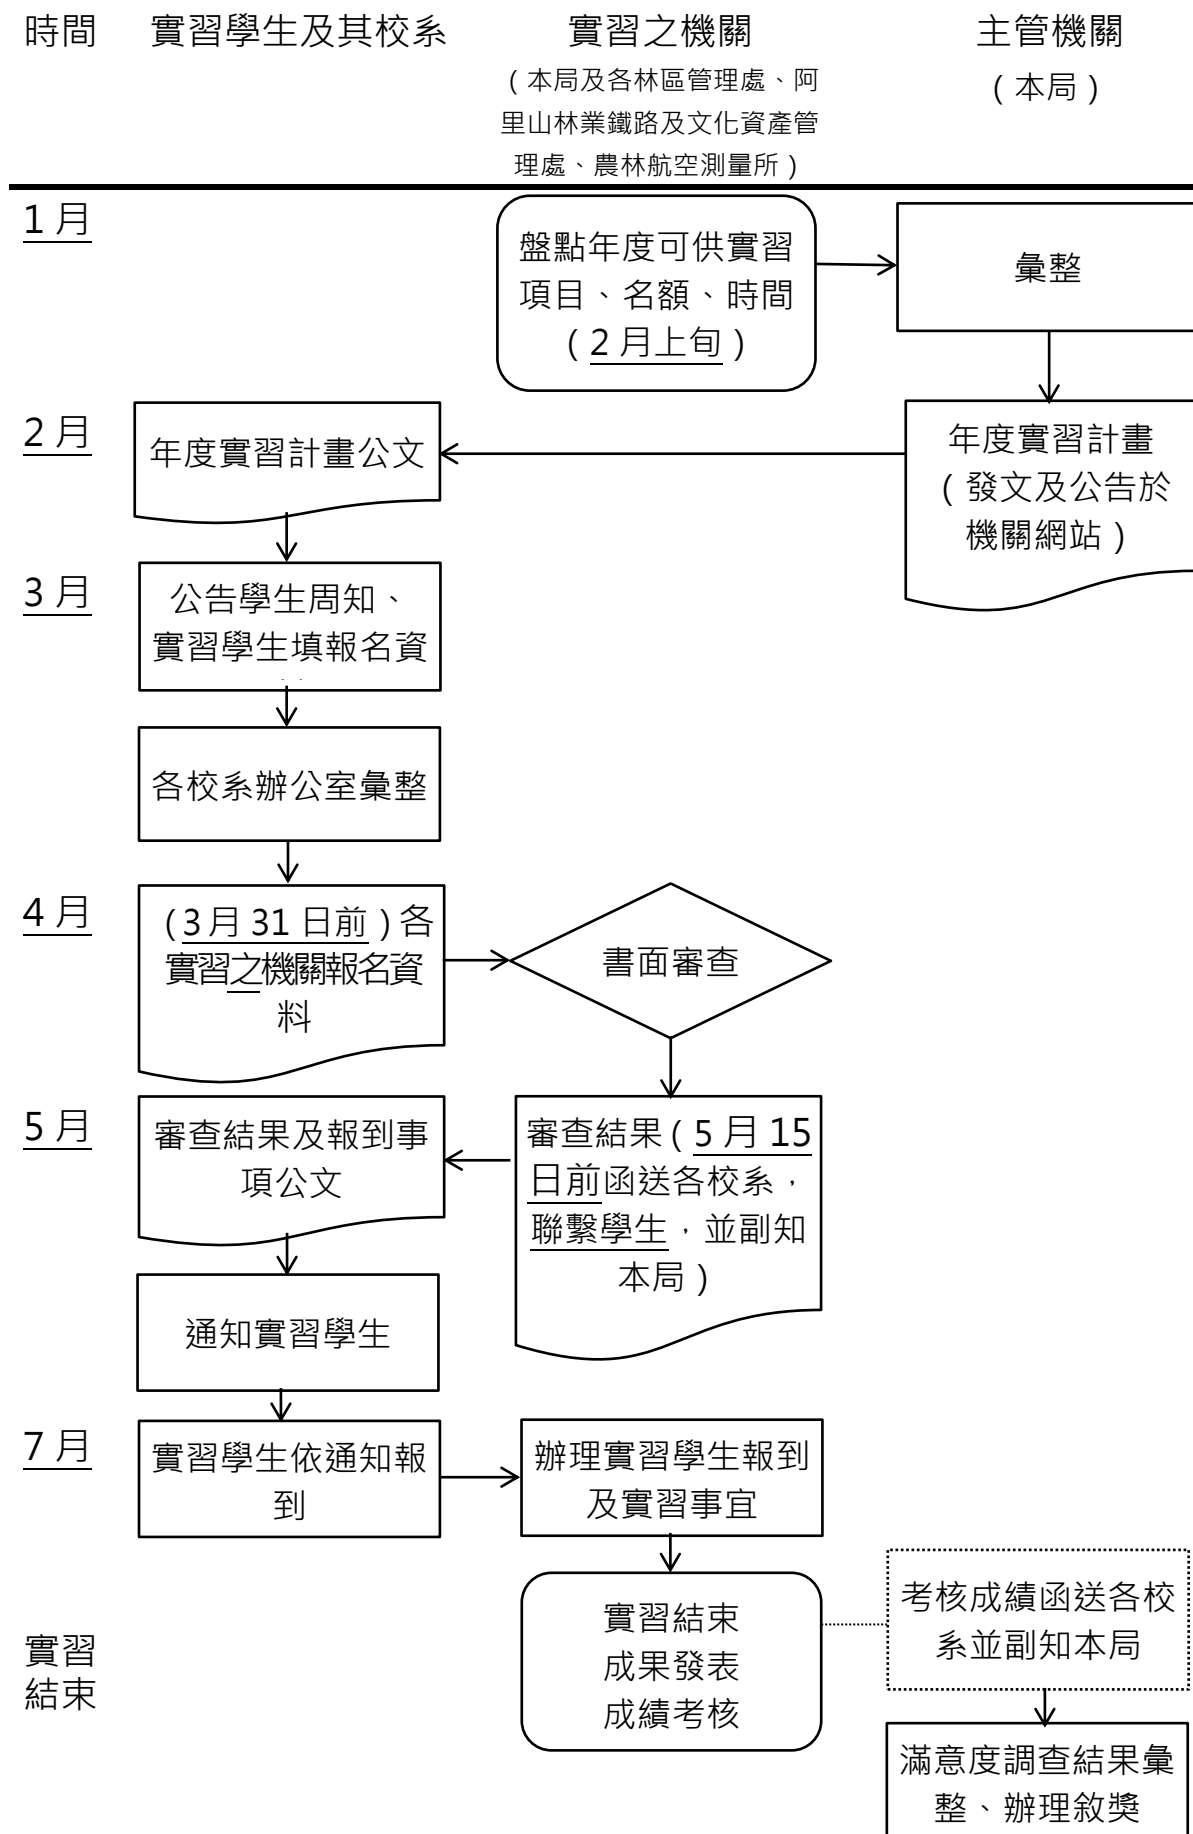 時間
實習學生及其校系
實習之機關
主管機關
(本局及各林區管理處、阿
里山林業鐵路及文化資產管
理處、農林航空測量所)
(本局)
1月
盤點年度可供實習
項目、名額、時間
(2月上旬)
彙整
2月
年度實習計畫公文
年度實習計畫
(發文及公告於
機關網站)
3月
公告學生周知、
實習學生填報名資
各校系辦公室彙整
4月
(3月31日前)各
實習之機關報名資
料
書面審查
5月
審查結果及報到事
項公文
審查結果(5月15
日前函送各校系,
聯繫學生,並副知
本局)
通知實習學生
7月
實習學生依通知報
到
辦理實習學生報到
及實習事宜
實習
結束
實習結束
成果發表
成績考核
考核成績函送各校
系並副知本局
滿意度調查結果彙
整、辦理敘獎